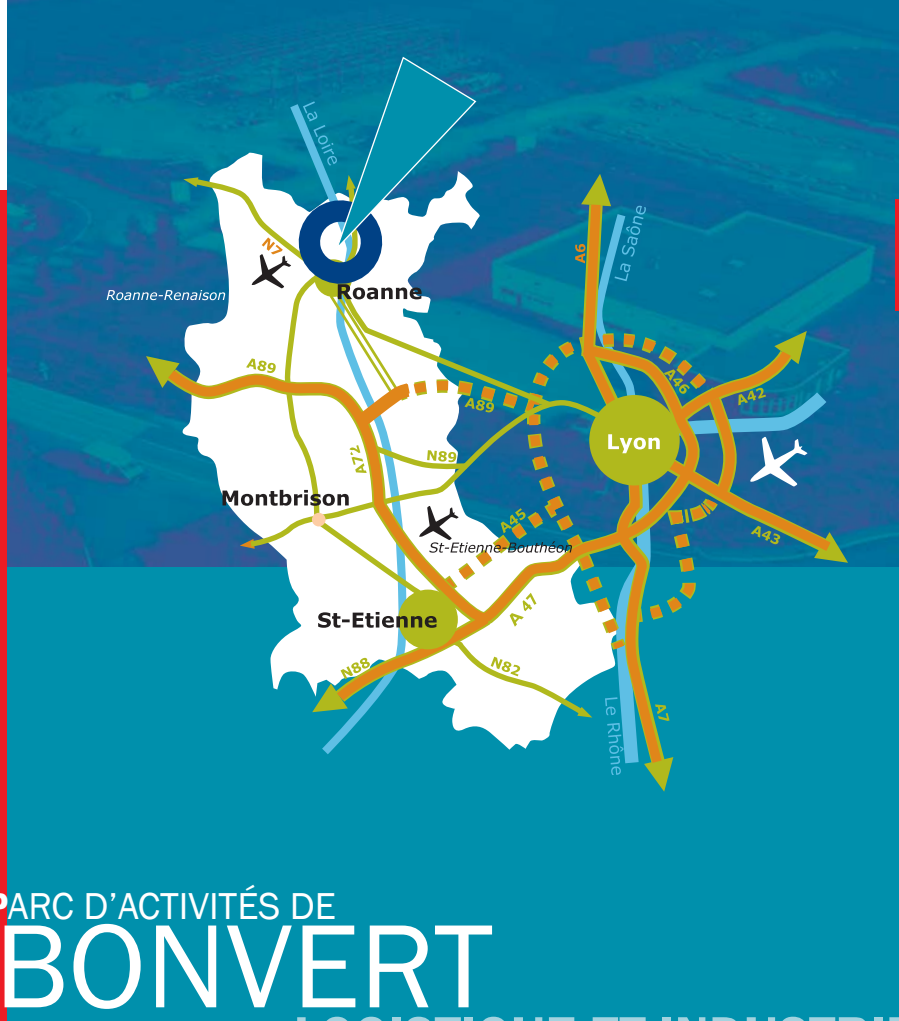 La Loire
La Saône
A6
N7
Roanne-Renaison
Roanne
A89
A46
A42
A89
Lyon
A72
N89
Montbrison
A45
St-Etienne-Bouthéon
A43
A 47
St-Etienne
N88
N82
A7
Le Rhône
PARC D'ACTIVITÉS DE
BONVERT